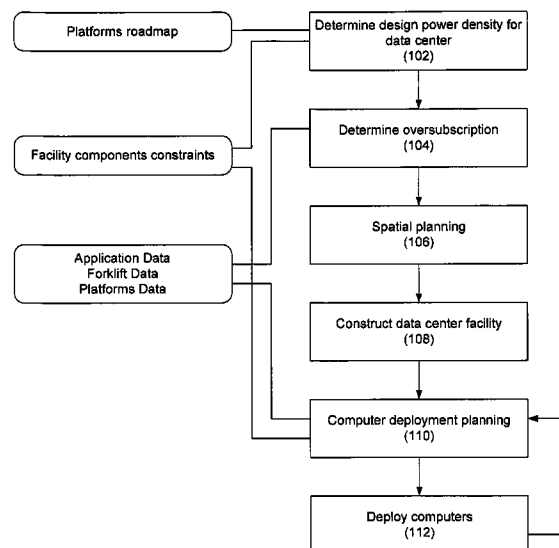 Platforms roadmap
Determine design power density for
data center
(102)
Facility components constraints
Determine oversubscription
(104)
Spatial planning
(106)
Application Data
Forklift Data
Platforms Data
Construct data center facility
(108)
Computer deployment planning
(110)
Deploy computers
(112)